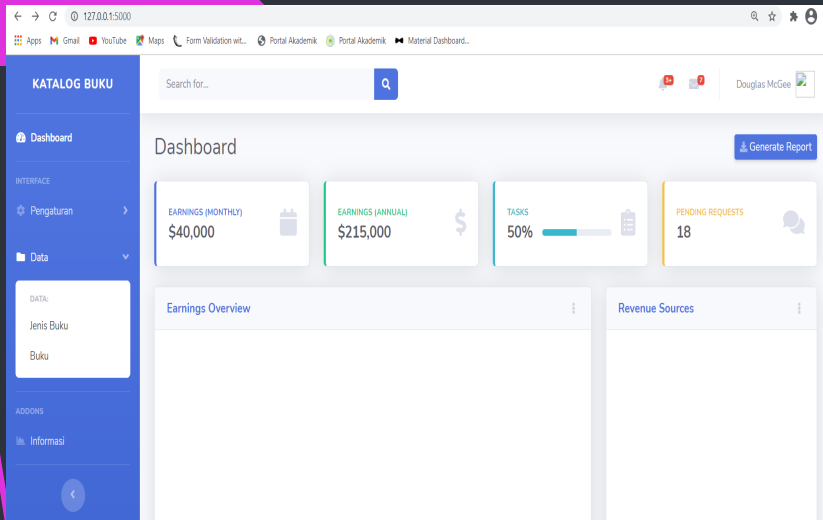 127.0.0.1:5000
Apps Gmail YouTube Maps Form Validation wit... Portal Akademik Portal Akademik Material Dashboard...
KATALOG BUKU
Search for...
3+
7
Douglas McGee
Dashboard
Dashboard
Generate Report
INTERFACE
Pengaturan
Data
DATA:
Jenis Buku
Buku
ADDONS
Informasi
EARNINGS (MONTHLY)
$40,000
EARNINGS (ANNUAL)
$215,000
TASKS
50%
PENDING REQUESTS
18
Earnings Overview
Revenue Sources